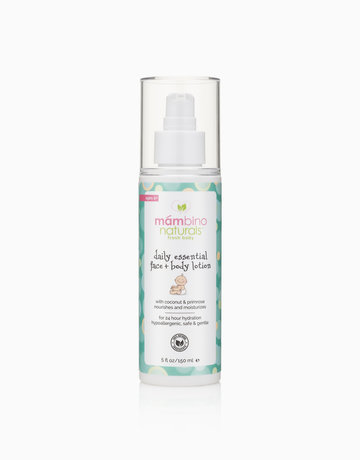 mámbino
naturals
fresh baby
daily essential
face + body lotion
with coconut & primrose
nourishes and moisturizes
for 24 hour hydration
hypoallergenic, safe & gentle
5 fl oz/150 ml e